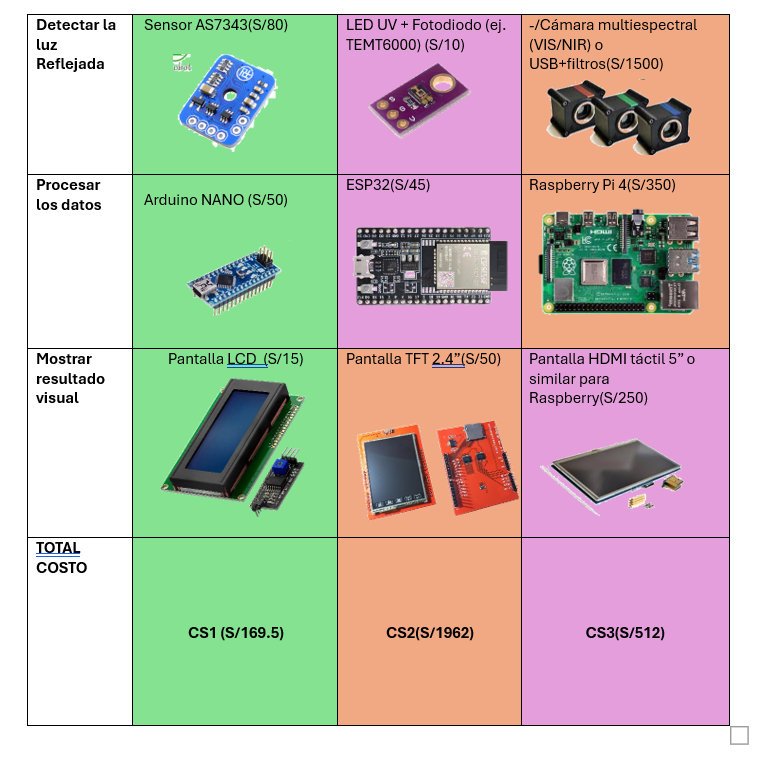 Detectar la
luz
Reflejada
Sensor AS7343(S/80)
LED UV + Fotodiodo (ej.
TEMT6000) (S/10)
-/Cámara multiespectral
(VIS/NIR) o
USB+filtros(S/1500)
Procesar
los datos
Arduino NANO (S/50)
ESP32(S/45)
Raspberry Pi 4(S/350)
HDMI
Mostrar
resultado
visual
Pantalla LCD (S/15)
Pantalla TFT 2.4”(S/50)
Pantalla HDMI táctil 5” o
similar para
Raspberry(S/250)
TOTAL
COSTO
CS1 (S/169.5)
CS2(S/1962)
CS3(S/512)